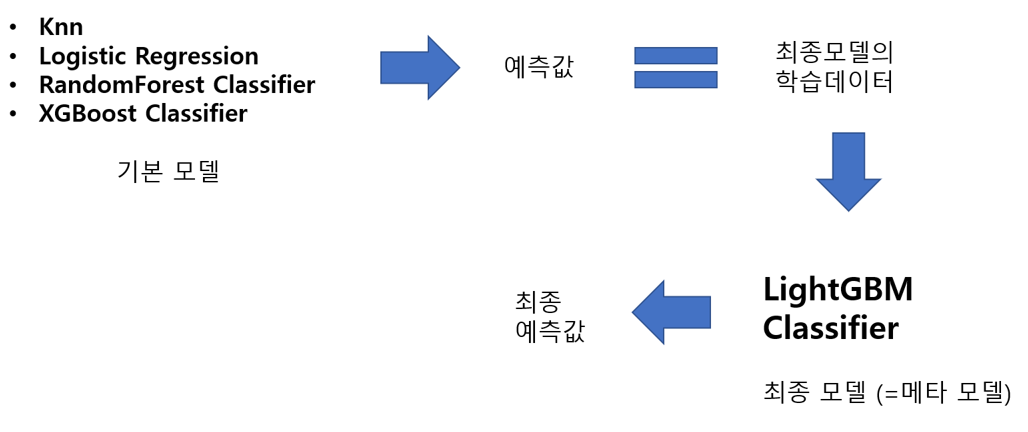 • Knn
• Logistic Regression
• RandomForest Classifier
• XGBoost Classifier
기본 모델
예측값
최종모델의
학습데이터
LightGBM
Classifier
최종 모델 (=메타 모델)
최종
예측값